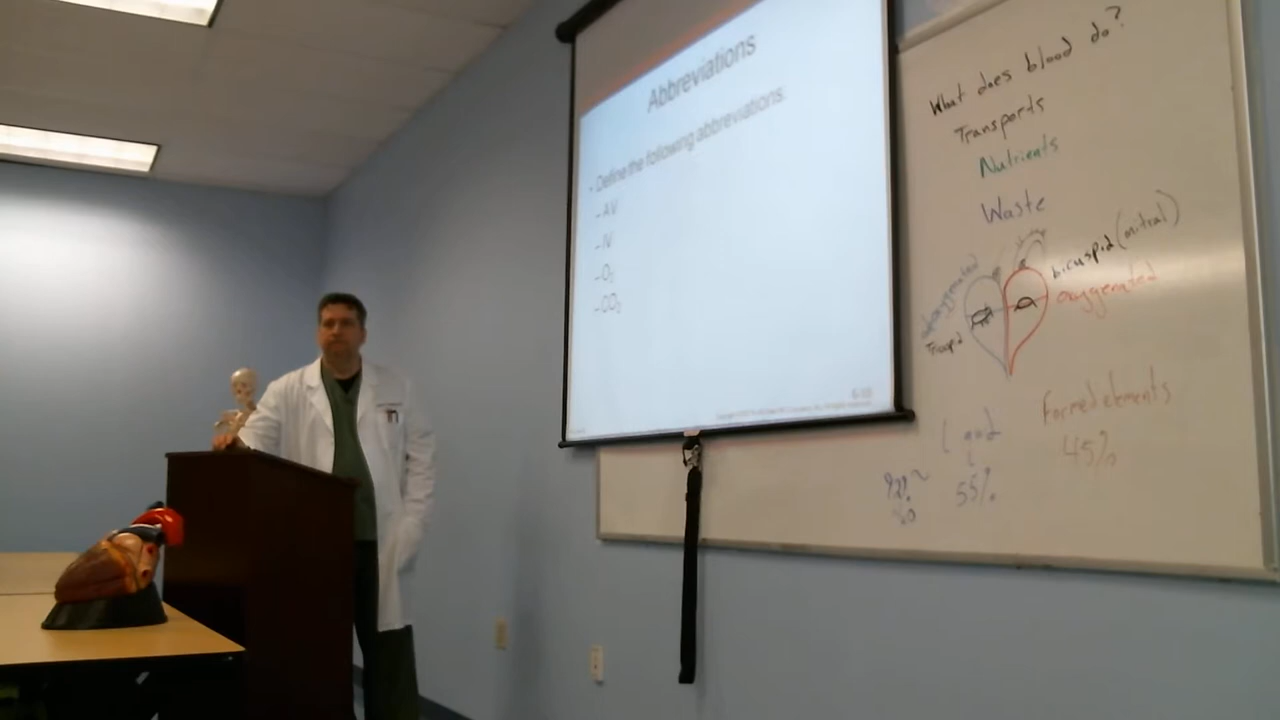 Abbreviations
• Define the following abbreviations:
– AV
– IV
– O₂
– CO₂
What does blood do?
Transports
Nutrients
Waste
bicuspid (mitral)
oxygenated
Tricuspid
Formed elements
45%
55%